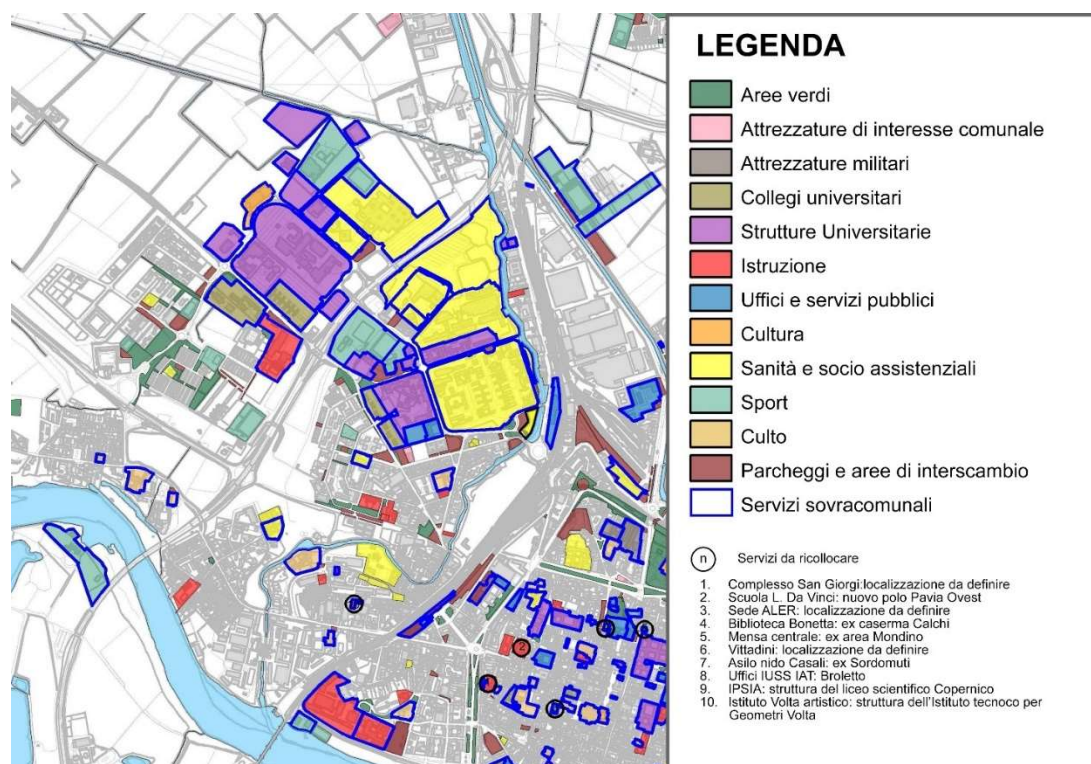 LEGENDA
Aree verdi
Attrezzature di interesse comunale
Attrezzature militari
Collegi universitari
Strutture Universitarie
Istruzione
Uffici e servizi pubblici
Cultura
Sanità e socio assistenziali
Sport
Culto
Parcheggi e aree di interscambio
Servizi sovracomunali
n Servizi da ricollocare
1. Complesso San Giorgi:localizzazione da definire
2. Scuola L. Da Vinci: nuovo polo Pavia Ovest
3. Sede ALER: localizzazione da definire
4. Biblioteca Bonetta: ex caserma Calchi
5. Mensa centrale: ex area Mondino
6. Vittadini: localizzazione da definire
7. Asilo nido Casali: ex Sordomuti
8. Uffici IUSS IAT: Broletto
9. IPSIA: struttura del liceo scientifico Copernico
10. Istituto Volta artistico: struttura dell'Istituto tecnoco per
Geometri Volta
2